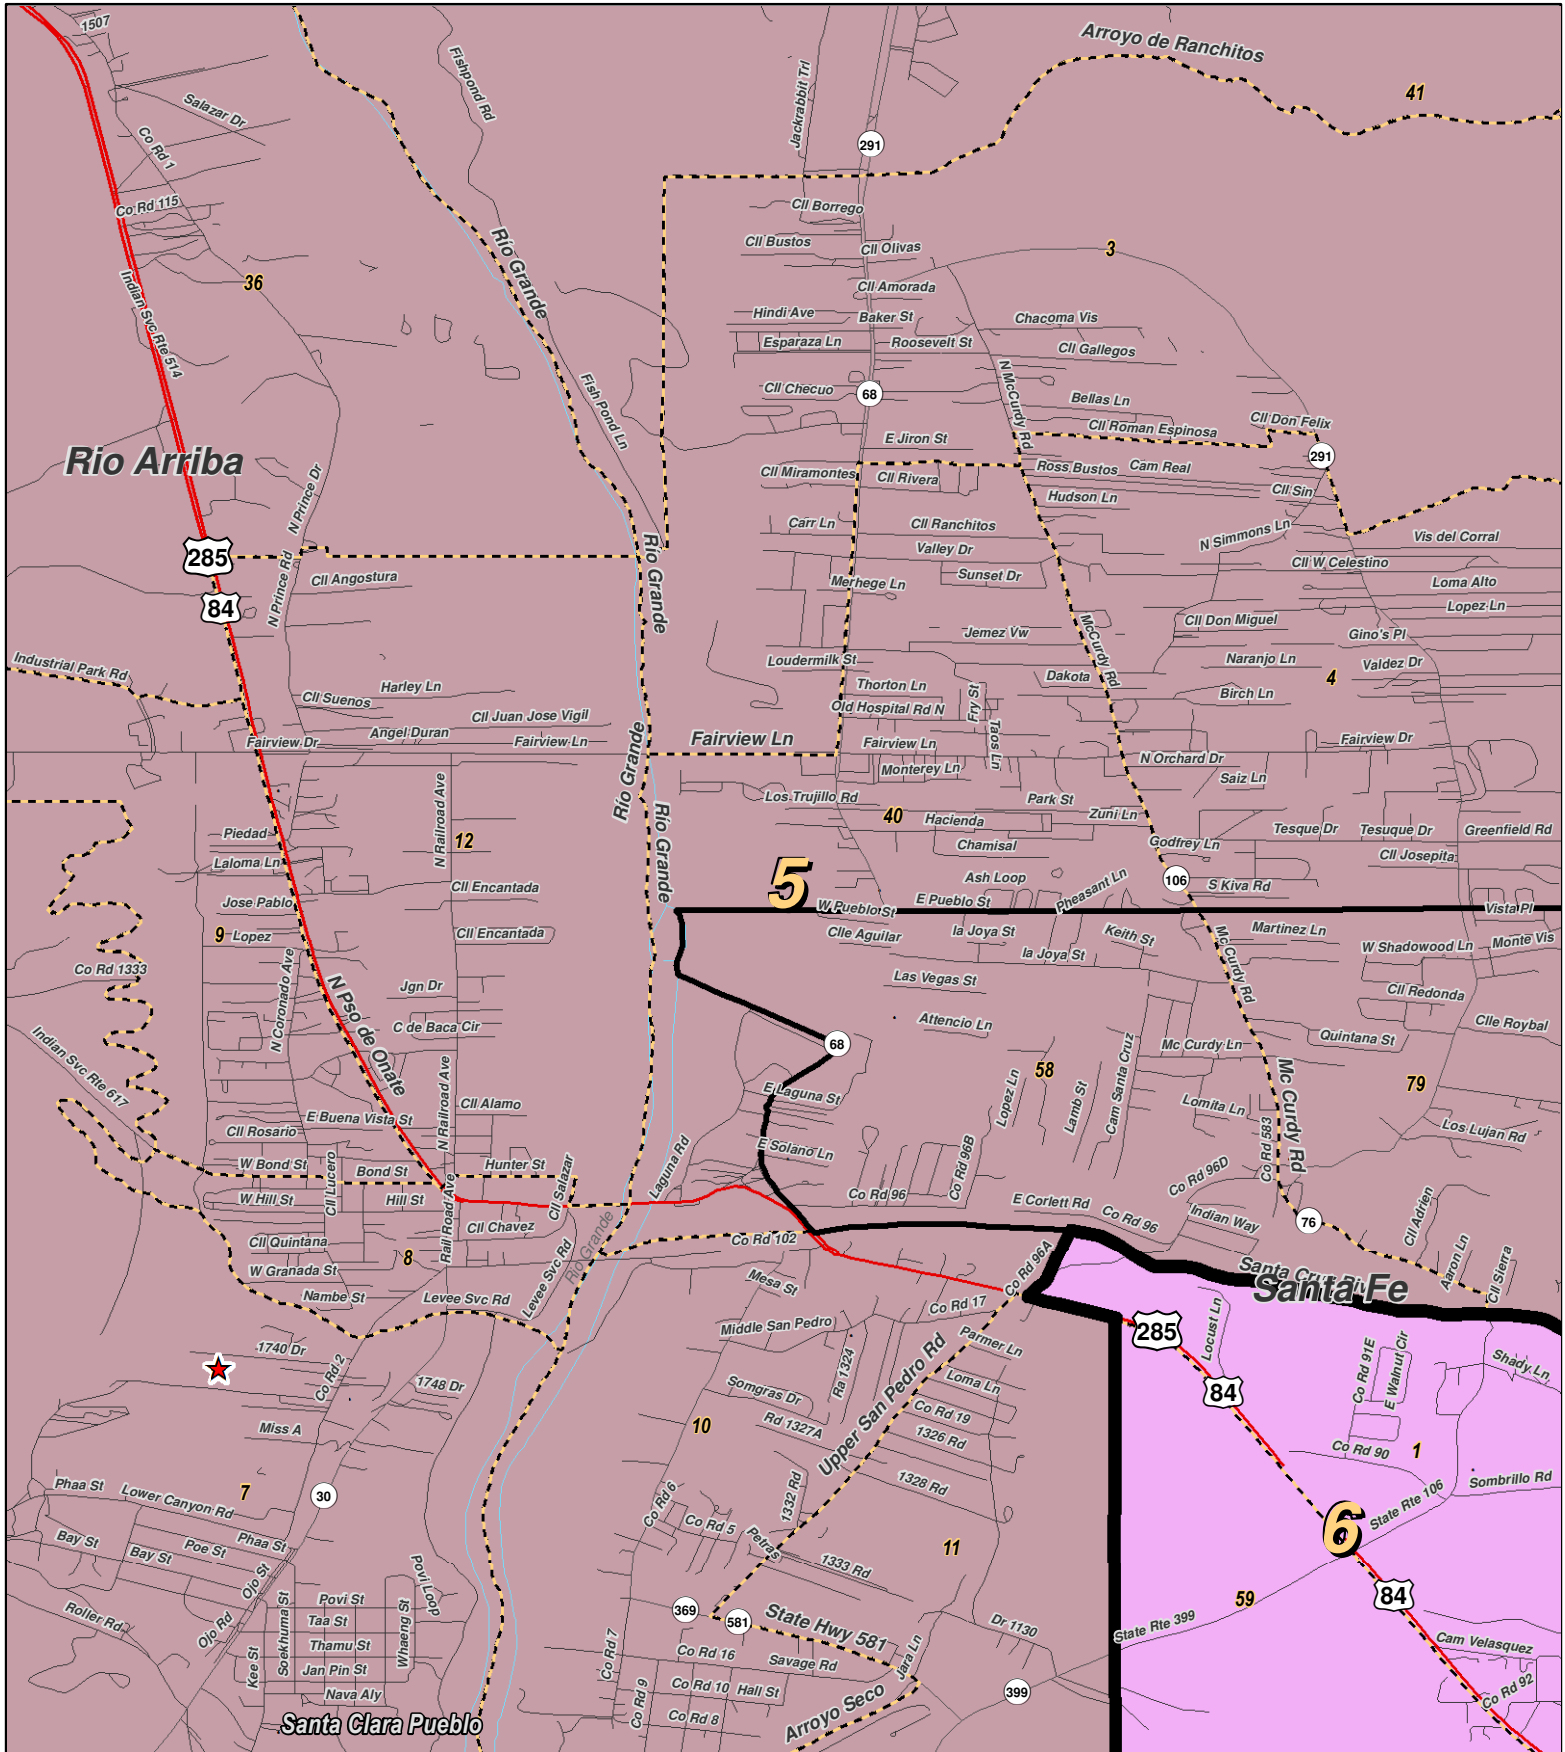 1507
Arroyo de Ranchitos
Fishpond Rd
Jackrabbit Trl
41
Salazar Dr
Co Rd 1
291
Co Rd 115
Cll Borrego
Cll Bustos
Cll Olivas
3
Rio Grande
36
Indian Svc Rte 514
Cll Amorada
Hindi Ave
Baker St
Chacoma Vis
Esparaza Ln
Roosevelt St
Cll Gallegos
Fish Pond Ln
Cll Checuo
68
N McCurdy Rd
Bellas Ln
Cll Don Felix
Cll Roman Espinosa
E Jiron St
291
Rio Arriba
Cll Miramontes
Cll Rivera
Ross Bustos
Cam Real
Hudson Ln
Cll Sin
N Prince Dr
Carr Ln
Cll Ranchitos
N Simmons Ln
Vis del Corral
285
Valley Dr
Cll W Celestino
Rio Grande
Cll Angostura
N Prince Rd
Merhege Ln
Sunset Dr
Loma Alto
84
Lopez Ln
Cll Don Miguel
Jemez Vw
McCurdy Rd
Gino's Pl
Industrial Park Rd
Loudermilk St
Naranjo Ln
Valdez Dr
Dakota
4
Harley Ln
Cll Suenos
Thorton Ln
Fry St
Birch Ln
Old Hospital Rd N
Cll Juan Jose Vigil
Angel Duran
Taos Ln
Fairview Dr
Fairview Ln
Fairview Ln
Fairview Ln
Fairview Dr
N Orchard Dr
Rio Grande
Monterey Ln
Saiz Ln
Los Trujillo Rd
Park St
N Railroad Ave
Rio Grande
40
Hacienda
Zuni Ln
Piedad
12
Tesque Dr
Tesuque Dr
Greenfield Rd
Chamisal
Godfrey Ln
Laloma Ln
Cll Josepita
5
Ash Loop
Pheasant Ln
106
S Kiva Rd
Cll Encantada
Jose Pablo
W Pueblo St
E Pueblo St
Vista Pl
9
Lopez
Cll Encantada
Clle Aguilar
la Joya St
Keith St
Martinez Ln
W Shadowood Ln
Monte Vis
la Joya St
Mc Curdy Rd
Co Rd 1333
N Coronado Ave
N Pso de Onate
Jgn Dr
Las Vegas St
Cll Redonda
C de Baca Cir
Attencio Ln
Clle Roybal
Quintana St
Indian Svc Rte 617
68
Mc Curdy Ln
58
Cam Santa Cruz
Mc Curdy Rd
79
N Railroad Ave
E Laguna St
Lopez Ln
Lamb St
Cll Alamo
Lomita Ln
E Buena Vista St
Los Lujan Rd
Cll Rosario
E Solano Ln
Co Rd 96B
Co Rd 583
W Bond St
Bond St
Hunter St
Laguna Rd
Co Rd 96D
Cll Lucero
Cll Salazar
W Hill St
Hill St
Co Rd 96
E Corlett Rd
Co Rd 96
Indian Way
76
Cll Adrien
Rail Road Ave
Cll Chavez
Co Rd 102
Rio Grande
Cll Quintana
8
Levee Svc Rd
Co Rd 96A
Aaron Ln
Cll Sierra
W Granada St
Mesa St
Santa Fe
Nambe St
Levee Svc Rd
Co Rd 17
Middle San Pedro
285
Locust Ln
1740 Dr
Parmer Ln
Co Rd 91E
E Walnut Cir
Shady Ln
Ra 1324
Upper San Pedro Rd
Co Rd 2
1748 Dr
Somgras Dr
Loma Ln
84
Miss A
10
Rd 1327A
Co Rd 19
1326 Rd
Co Rd 90
1
Phaa St
7
Lower Canyon Rd
30
Co Rd 6
1332 Rd
1328 Rd
State Rte 106
Sombrillo Rd
6
Co Rd 5
Petras
Bay St
Bay St
Poe St
Phaa St
11
1333 Rd
Ojo St
Povi Loop
Povi St
84
Roller Rd
Ojo Rd
Taa St
369
581
State Hwy 581
Dr 1130
State Rte 399
59
Soekhuma St
Whaeng St
Thamu St
Kee St
Jan Pin St
Co Rd 7
Co Rd 16
Savage Rd
Jara Ln
Cam Velasquez
Nava Aly
Co Rd 9
Co Rd 10
Hall St
399
Co Rd 92
Santa Clara Pueblo
Co Rd 8
Arroyo Seco